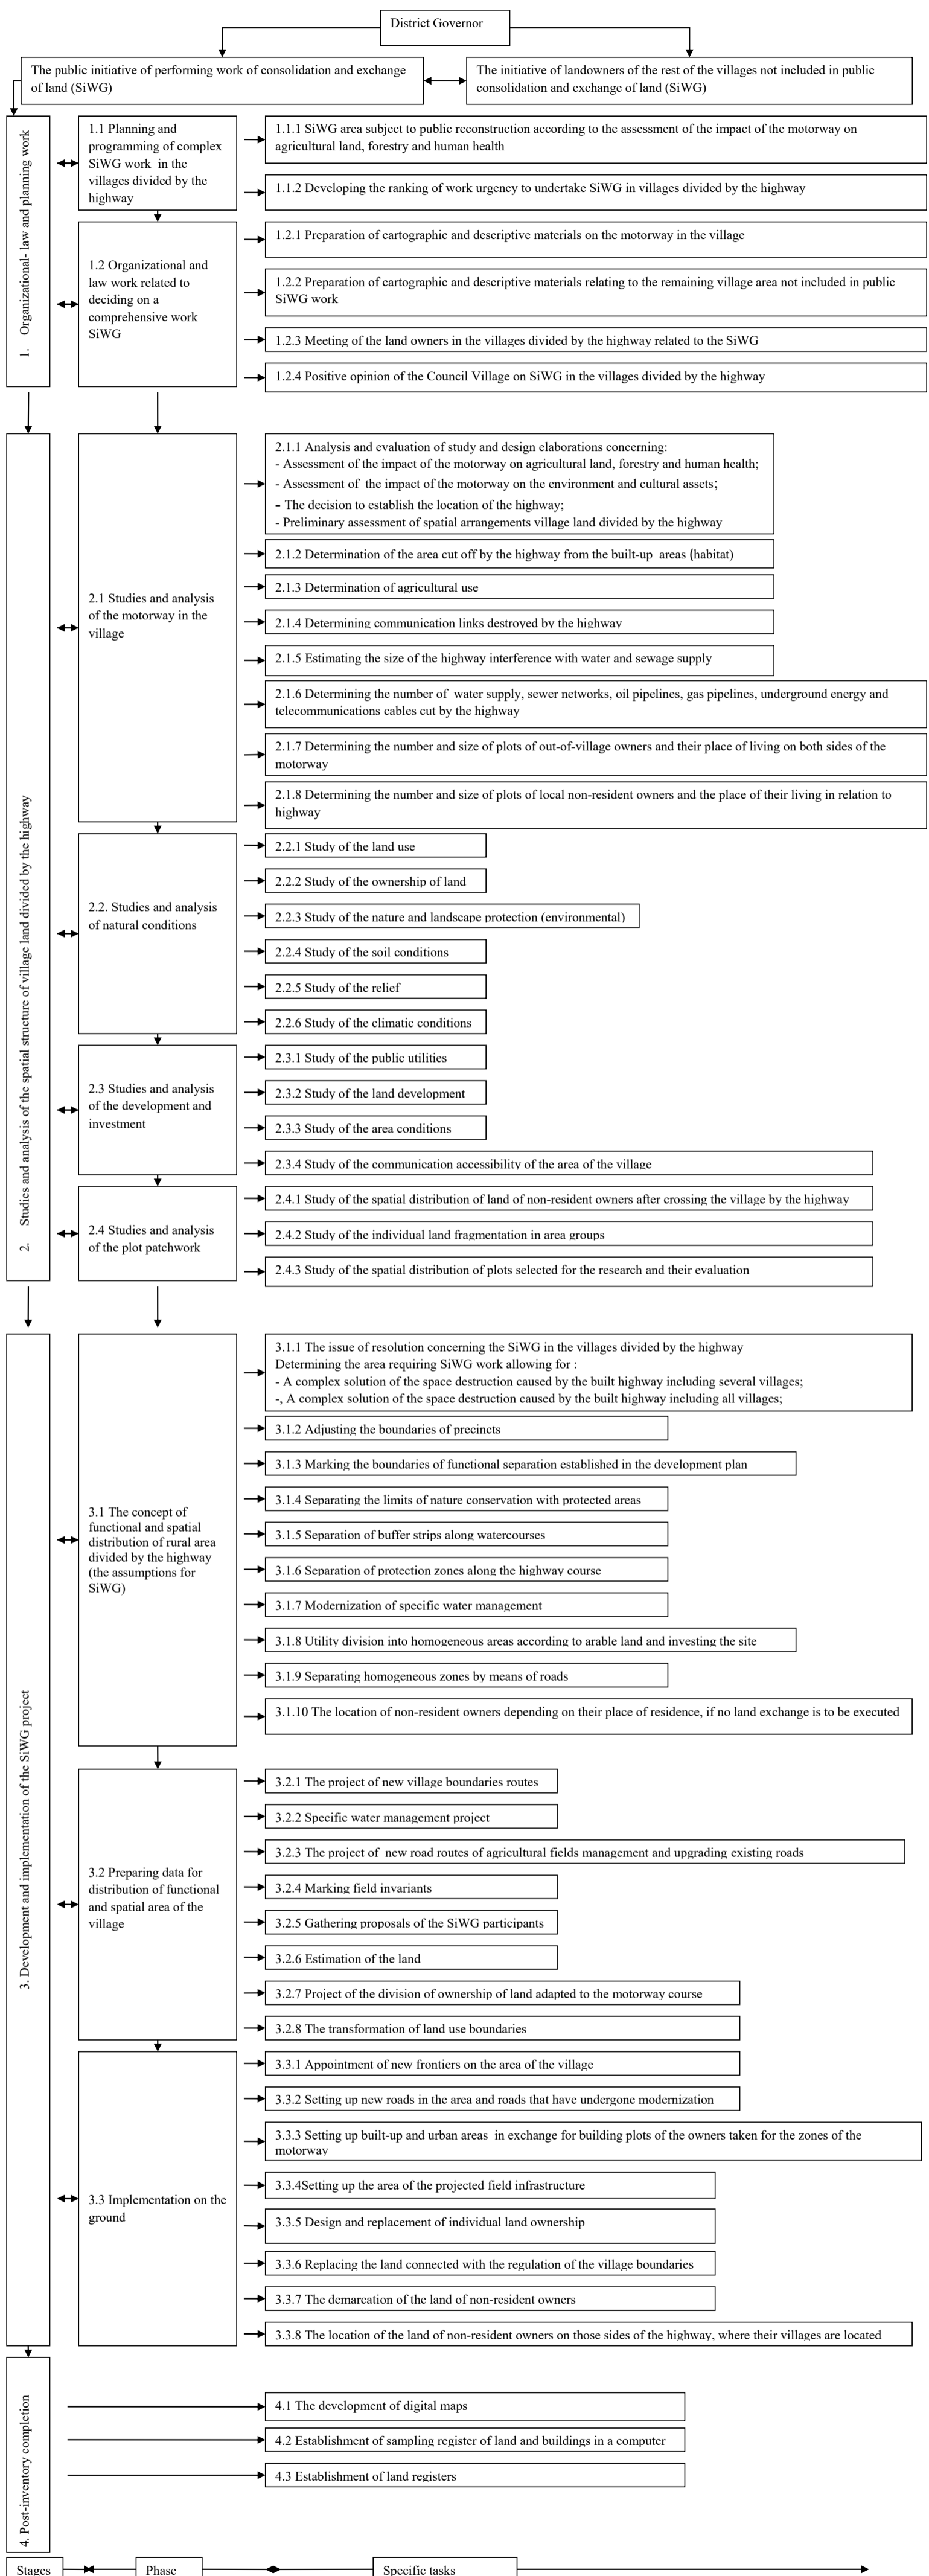 District Governor
The public initiative of performing work of consolidation and exchange
of land (SiWG)
The initiative of landowners of the rest of the villages not included in public
consolidation and exchange of land (SiWG)
1. Organizational- law and planning work
1.1 Planning and
programming of complex
SiWG work in the
villages divided by the
highway
1.1.1 SiWG area subject to public reconstruction according to the assessment of the impact of the motorway on
agricultural land, forestry and human health
1.1.2 Developing the ranking of work urgency to undertake SiWG in villages divided by the highway
1.2 Organizational and
law work related to
deciding on a
comprehensive work
SiWG
1.2.1 Preparation of cartographic and descriptive materials on the motorway in the village
1.2.2 Preparation of cartographic and descriptive materials relating to the remaining village area not included in public
SiWG work
1.2.3 Meeting of the land owners in the villages divided by the highway related to the SiWG
1.2.4 Positive opinion of the Council Village on SiWG in the villages divided by the highway
2. Studies and analysis of the spatial structure of village land divided by the highway
2.1 Studies and analysis
of the motorway in the
village
2.1.1 Analysis and evaluation of study and design elaborations concerning:
- Assessment of the impact of the motorway on agricultural land, forestry and human health;
- Assessment of the impact of the motorway on the environment and cultural assets;
- The decision to establish the location of the highway;
- Preliminary assessment of spatial arrangements village land divided by the highway
2.1.2 Determination of the area cut off by the highway from the built-up areas (habitat)
2.1.3 Determination of agricultural use
2.1.4 Determining communication links destroyed by the highway
2.1.5 Estimating the size of the highway interference with water and sewage supply
2.1.6 Determining the number of water supply, sewer networks, oil pipelines, gas pipelines, underground energy and
telecommunications cables cut by the highway
2.1.7 Determining the number and size of plots of out-of-village owners and their place of living on both sides of the
motorway
2.1.8 Determining the number and size of plots of local non-resident owners and the place of their living in relation to
highway
2.2. Studies and analysis
of natural conditions
2.2.1 Study of the land use
2.2.2 Study of the ownership of land
2.2.3 Study of the nature and landscape protection (environmental)
2.2.4 Study of the soil conditions
2.2.5 Study of the relief
2.2.6 Study of the climatic conditions
2.3 Studies and analysis
of the development and
investment
2.3.1 Study of the public utilities
2.3.2 Study of the land development
2.3.3 Study of the area conditions
2.3.4 Study of the communication accessibility of the area of the village
2.4 Studies and analysis
of the plot patchwork
2.4.1 Study of the spatial distribution of land of non-resident owners after crossing the village by the highway
2.4.2 Study of the individual land fragmentation in area groups
2.4.3 Study of the spatial distribution of plots selected for the research and their evaluation
3. Development and implementation of the SiWG project
3.1 The concept of
functional and spatial
distribution of rural area
divided by the highway
(the assumptions for
SiWG)
3.1.1 The issue of resolution concerning the SiWG in the villages divided by the highway
Determining the area requiring SiWG work allowing for :
- A complex solution of the space destruction caused by the built highway including several villages;
-, A complex solution of the space destruction caused by the built highway including all villages;
3.1.2 Adjusting the boundaries of precincts
3.1.3 Marking the boundaries of functional separation established in the development plan
3.1.4 Separating the limits of nature conservation with protected areas
3.1.5 Separation of buffer strips along watercourses
3.1.6 Separation of protection zones along the highway course
3.1.7 Modernization of specific water management
3.1.8 Utility division into homogeneous areas according to arable land and investing the site
3.1.9 Separating homogeneous zones by means of roads
3.1.10 The location of non-resident owners depending on their place of residence, if no land exchange is to be executed
3.2 Preparing data for
distribution of functional
and spatial area of the
village
3.2.1 The project of new village boundaries routes
3.2.2 Specific water management project
3.2.3 The project of new road routes of agricultural fields management and upgrading existing roads
3.2.4 Marking field invariants
3.2.5 Gathering proposals of the SiWG participants
3.2.6 Estimation of the land
3.2.7 Project of the division of ownership of land adapted to the motorway course
3.2.8 The transformation of land use boundaries
3.3 Implementation on the
ground
3.3.1 Appointment of new frontiers on the area of the village
3.3.2 Setting up new roads in the area and roads that have undergone modernization
3.3.3 Setting up built-up and urban areas in exchange for building plots of the owners taken for the zones of the
motorway
3.3.4Setting up the area of the projected field infrastructure
3.3.5 Design and replacement of individual land ownership
3.3.6 Replacing the land connected with the regulation of the village boundaries
3.3.7 The demarcation of the land of non-resident owners
3.3.8 The location of the land of non-resident owners on those sides of the highway, where their villages are located
4. Post-inventory completion
4.1 The development of digital maps
4.2 Establishment of sampling register of land and buildings in a computer
4.3 Establishment of land registers
Stages
Phase
Specific tasks